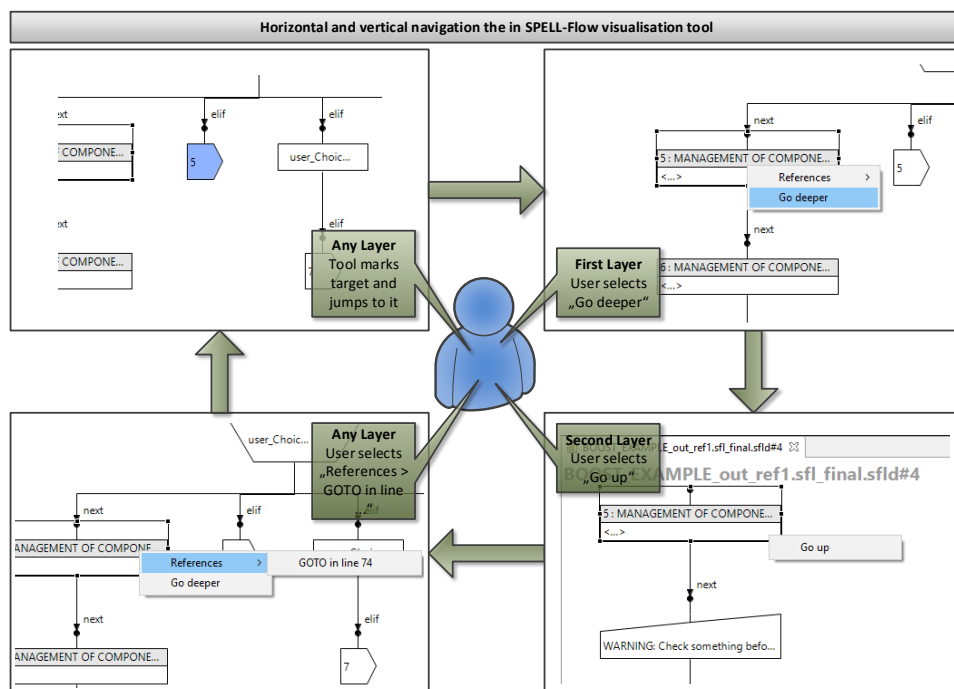 Horizontal and vertical navigation the in SPELL-Flow visualisation tool
elif
elif
OF COMPONE...
5
user_Choic...
elif
OF COMPONE...
Any Layer
Tool marks
target and
jumps to it
next
elif
5 : MANAGEMENT OF COMPONE...
<...>
References >
Go deeper
5
next
6 : MANAGEMENT OF COMPONE...
<...>
First Layer
User selects
„Go deeper“
user_Choic...
next
elif
elif
ANAGEMENT OF COMPONE
References >
GOTO in line 74
Go deeper
next
elif
ANAGEMENT OF COMPONE...
7
Any Layer
User selects
„References >
GOTO in line
...“
BOOST_EXAMPLE_out_ref1.sfl_final.sfld#4
BOOST_EXAMPLE_out_ref1.sfl_final.sfld#4
5 : MANAGEMENT OF COMPONE...
<...>
Go up
next
WARNING: Check something befo...
Second Layer
User selects
„Go up“